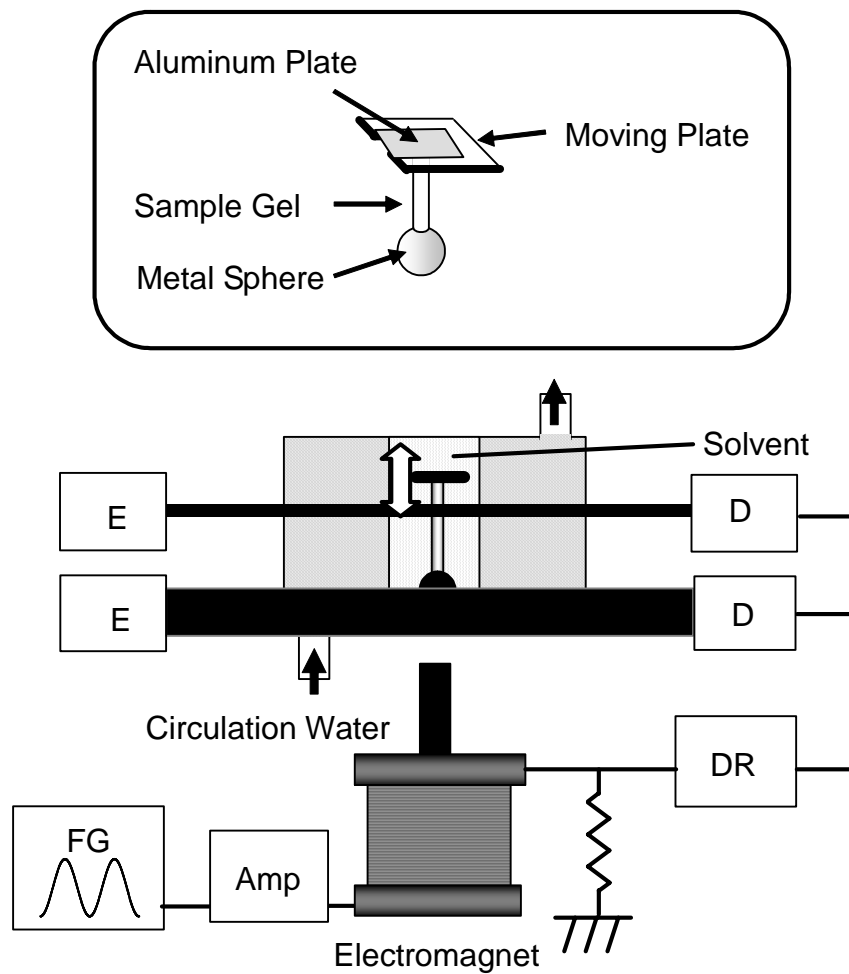 Aluminum Plate
Moving Plate
Sample Gel
Metal Sphere
Solvent
E
D
E
D
Circulation Water
DR
FG
Amp
Electromagnet